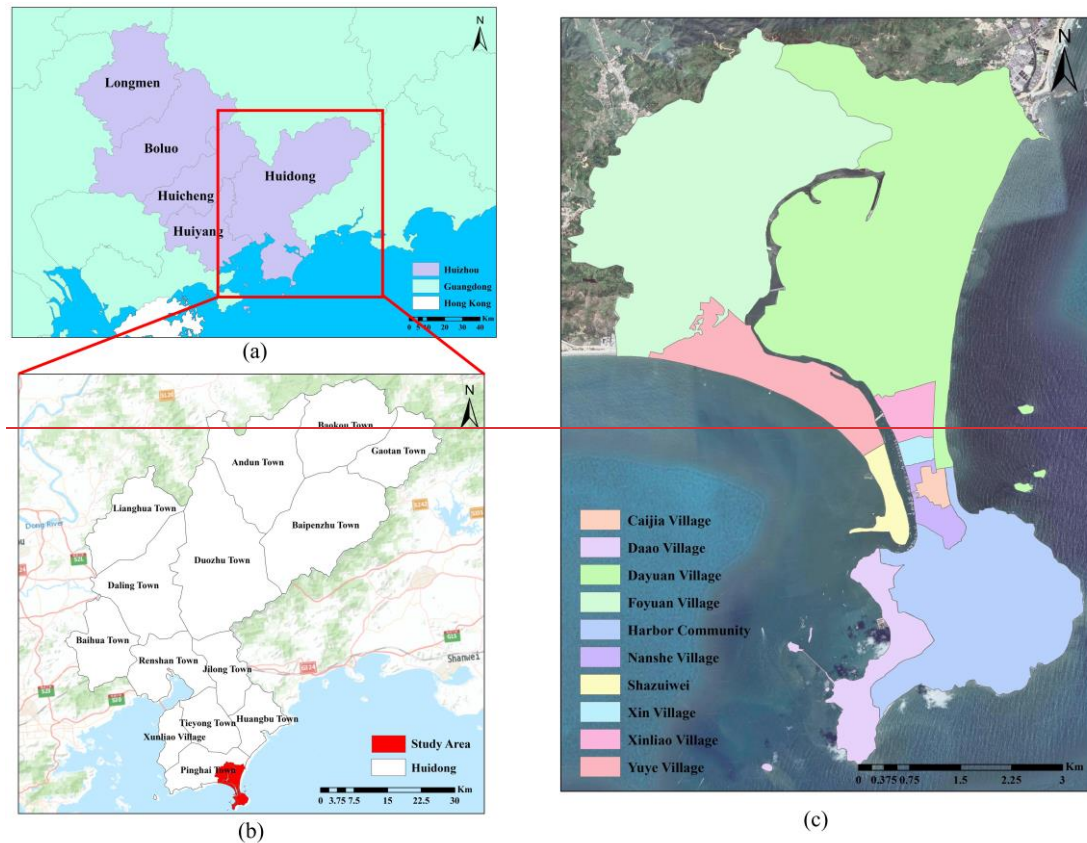 N
Longmen
Boluo
Huidong
Huicheng
Huiyang
Huizhou
Guangdong
Hong Kong
Km
0 5 10 20 30 40
(a)
N
Baokou Town
Gaotan Town
Andun Town
Lianghua Town
Baipenzhu Town
Duozhu Town
Daling Town
Baihua Town
Renshan Town
Jilong Town
Shanwei
Tieyong Town
Huangbu Town
Xunliao Village
Pinghai Town
Study Area
Huidong
Km
0 3.75 7.5 15 22.5 30
(b)
N
Caijia Village
Daao Village
Dayuan Village
Foyuan Village
Harbor Community
Nanshe Village
Shazuiwei
Xin Village
Xinliao Village
Yuye Village
Km
0 0.375 0.75 1.5 2.25 3
(c)